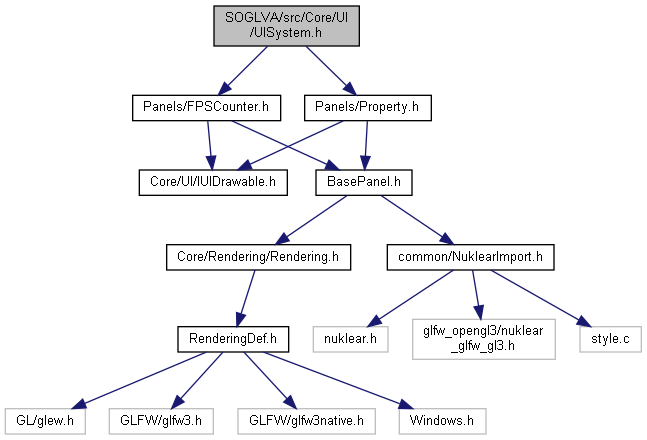 SOGLVA/src/Core/UI
/UISystem.h
Panels/FPSCounter.h
Panels/Property.h
Core/UI/IUIDrawable.h
BasePanel.h
Core/Rendering/Rendering.h
common/NuklearImport.h
RenderingDef.h
nuklear.h
glfw_opengl3/nuklear
_glfw_gl3.h
style.c
GL/glew.h
GLFW/glfw3.h
GLFW/glfw3native.h
Windows.h